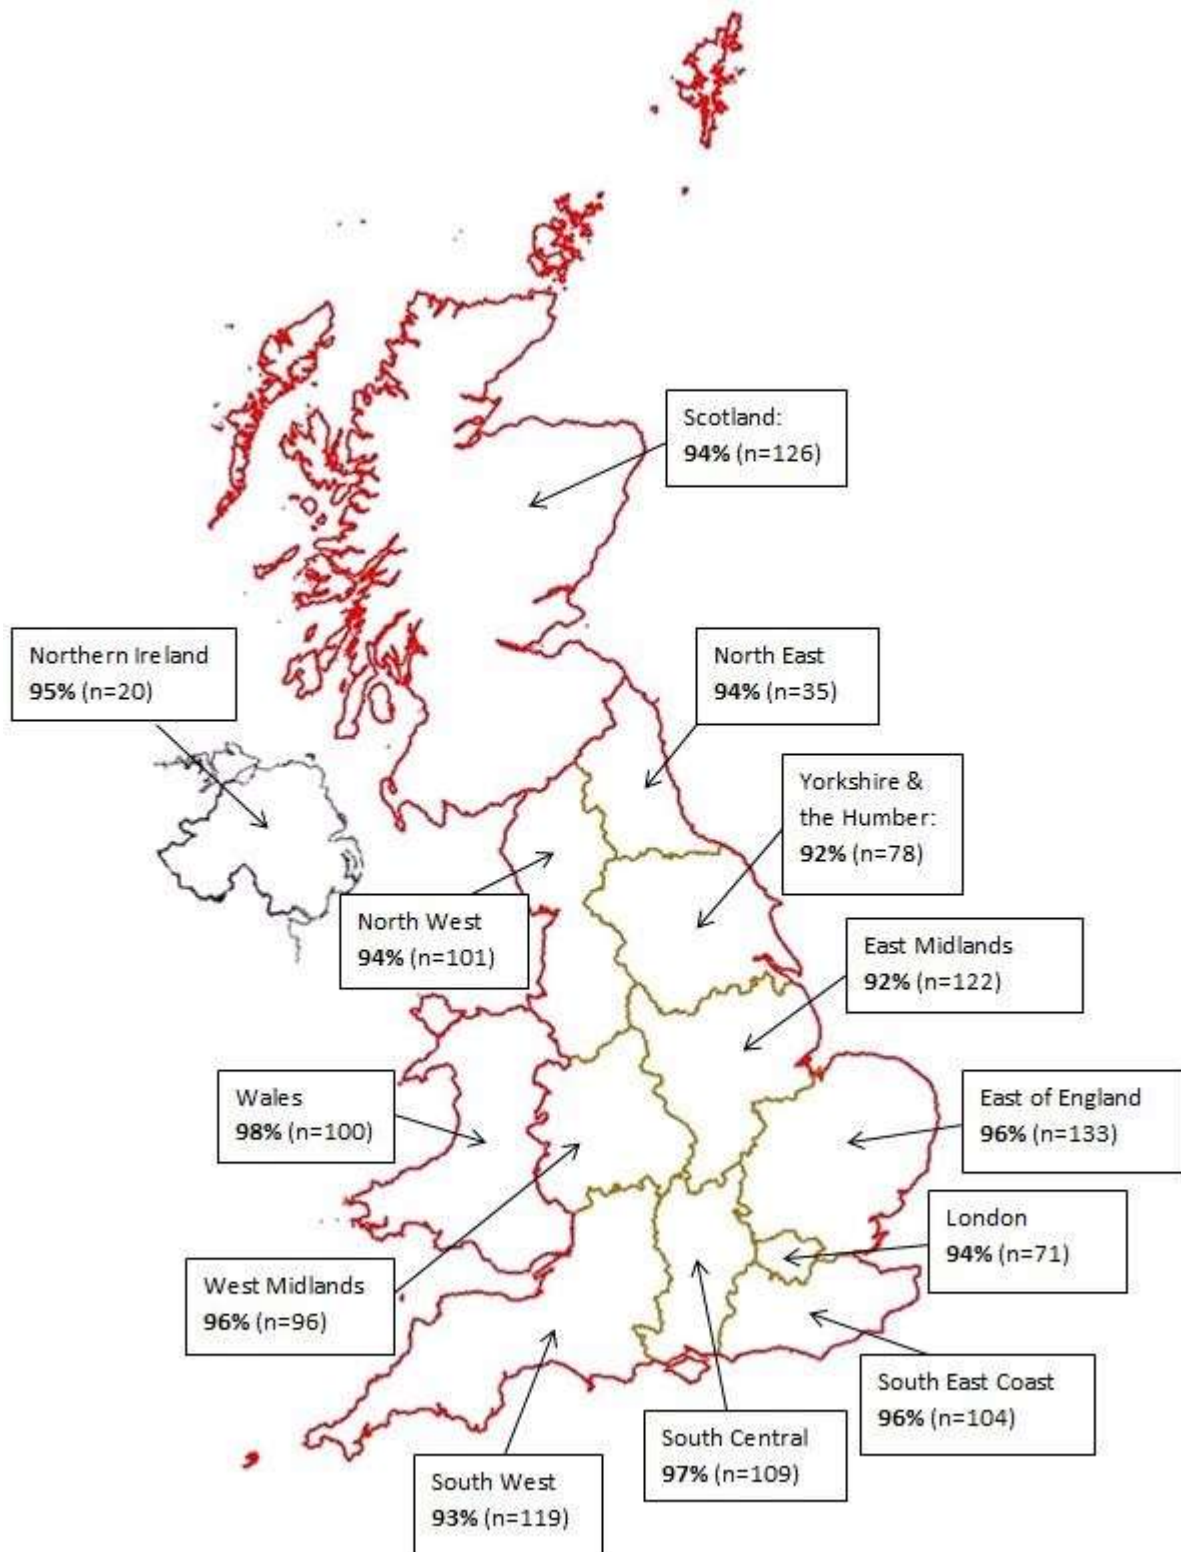 Scotland:
94% (n=126)
Northern Ireland
95% (n=20)
North East
94% (n=35)
Yorkshire &
the Humber:
92% (n=78)
North West
94% (n=101)
East Midlands
92% (n=122)
Wales
98% (n=100)
East of England
96% (n=133)
London
94% (n=71)
West Midlands
96% (n=96)
South East Coast
96% (n=104)
South Central
97% (n=109)
South West
93% (n=119)